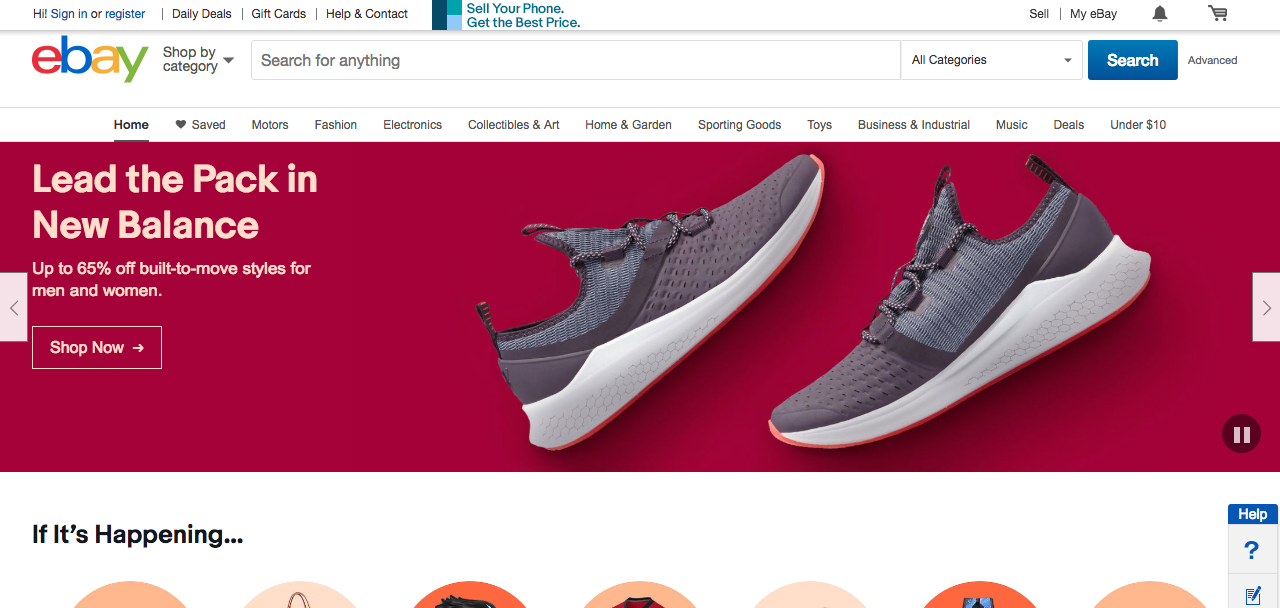 Hi! Sign in or register
Daily Deals
Gift Cards
Help & Contact
Sell Your Phone.
Get the Best Price.
Sell
My eBay
ebay
Shop by
category
Search for anything
All Categories
Search
Advanced
Home
Saved
Motors
Fashion
Electronics
Collectibles & Art
Home & Garden
Sporting Goods
Toys
Business & Industrial
Music
Deals
Under $10
Lead the Pack in
New Balance
Up to 65% off built-to-move styles for
men and women.
Shop Now →
If It’s Happening...
Help
?